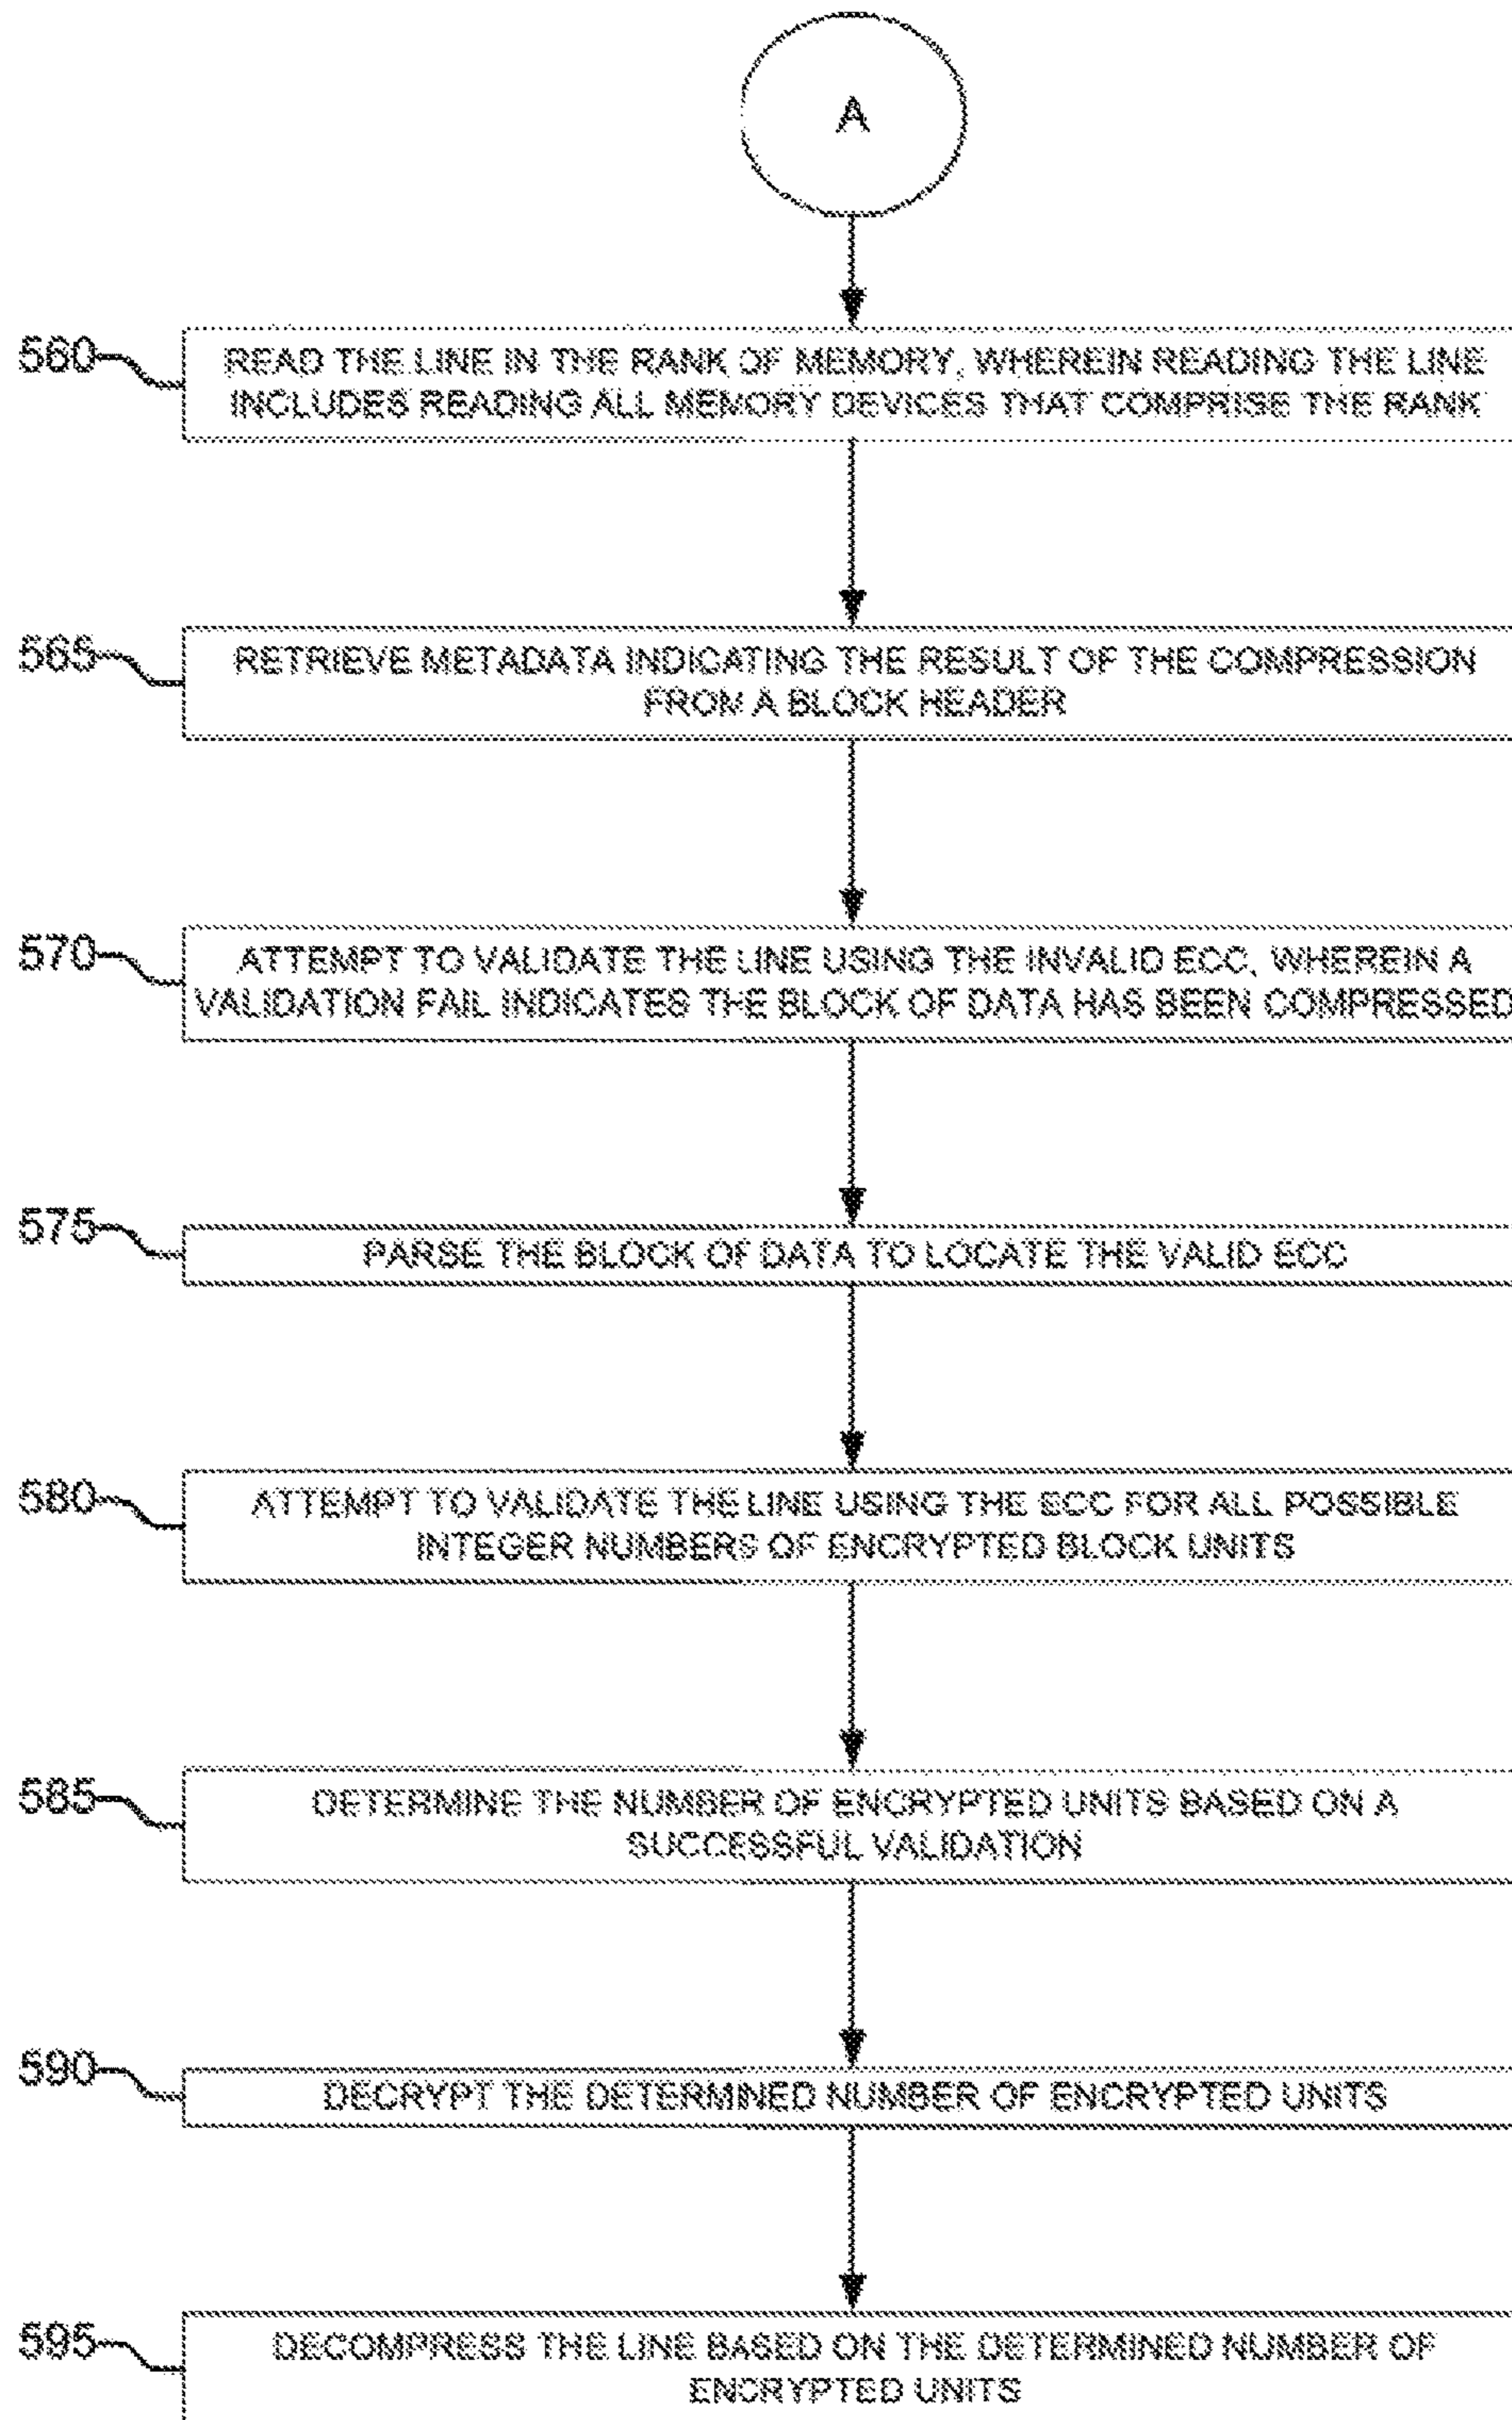 A
560
READ THE LINE IN THE RANK OF MEMORY, WHEREIN READING THE LINE
INCLUDES READING ALL MEMORY DEVICES THAT COMPRISE THE RANK
565
RETRIEVE METADATA INDICATING THE RESULT OF THE COMPRESSION
FROM A BLOCK HEADER
570
ATTEMPT TO VALIDATE THE LINE USING THE INVALID ECC, WHEREIN A
VALIDATION FAIL INDICATES THE BLOCK OF DATA HAS BEEN COMPRESSED
575
PARSE THE BLOCK OF DATA TO LOCATE THE VALID ECC
580
ATTEMPT TO VALIDATE THE LINE USING THE ECC FOR ALL POSSIBLE
INTEGER NUMBERS OF ENCRYPTED BLOCK UNITS
585
DETERMINE THE NUMBER OF ENCRYPTED UNITS BASED ON A
SUCCESSFUL VALIDATION
590
DECRYPT THE DETERMINED NUMBER OF ENCRYPTED UNITS
595
DECOMPRESS THE LINE BASED ON THE DETERMINED NUMBER OF
ENCRYPTED UNITS